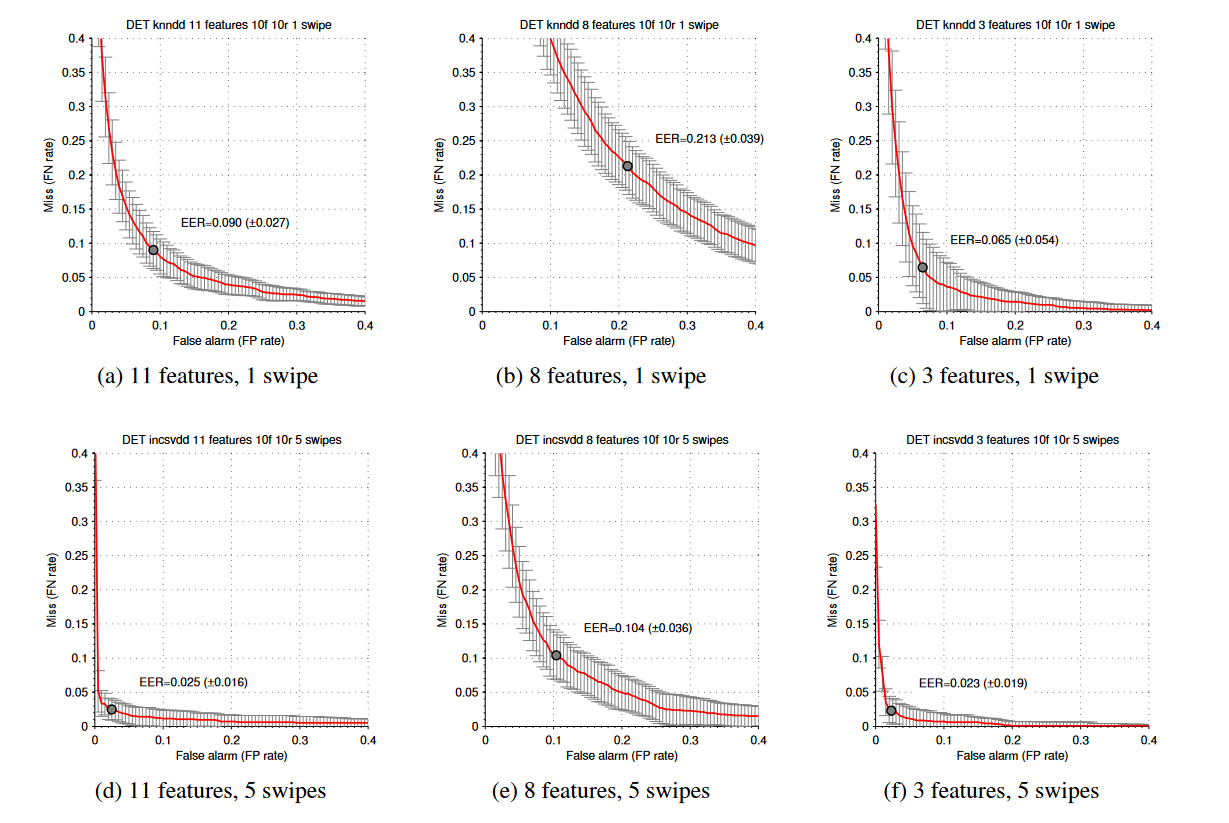 DET knndd 11 features 10f 10r 1 swipe
0.4
0.35
0.3
0.25
0.2
0.15
0.1
0.05
0
Miss (FN rate)
EER=0.090 (±0.027)
0 0.1 0.2 0.3 0.4
False alarm (FP rate)
(a) 11 features, 1 swipe
DET knndd 8 features 10f 10r 1 swipe
0.4
0.35
0.3
0.25
0.2
0.15
0.1
0.05
0
Miss (FN rate)
EER=0.213 (±0.039)
0 0.1 0.2 0.3 0.4
False alarm (FP rate)
(b) 8 features, 1 swipe
DET knndd 3 features 10f 10r 1 swipe
0.4
0.35
0.3
0.25
0.2
0.15
0.1
0.05
0
Miss (FN rate)
EER=0.065 (±0.054)
0 0.1 0.2 0.3 0.4
False alarm (FP rate)
(c) 3 features, 1 swipe
DET incsvdd 11 features 10f 10r 5 swipes
0.4
0.35
0.3
0.25
0.2
0.15
0.1
0.05
0
Miss (FN rate)
EER=0.025 (±0.016)
0 0.1 0.2 0.3 0.4
False alarm (FP rate)
(d) 11 features, 5 swipes
DET incsvdd 8 features 10f 10r 5 swipes
0.4
0.35
0.3
0.25
0.2
0.15
0.1
0.05
0
Miss (FN rate)
EER=0.104 (±0.036)
0 0.1 0.2 0.3 0.4
False alarm (FP rate)
(e) 8 features, 5 swipes
DET incsvdd 3 features 10f 10r 5 swipes
0.4
0.35
0.3
0.25
0.2
0.15
0.1
0.05
0
Miss (FN rate)
EER=0.023 (±0.019)
0 0.1 0.2 0.3 0.4
False alarm (FP rate)
(f) 3 features, 5 swipes